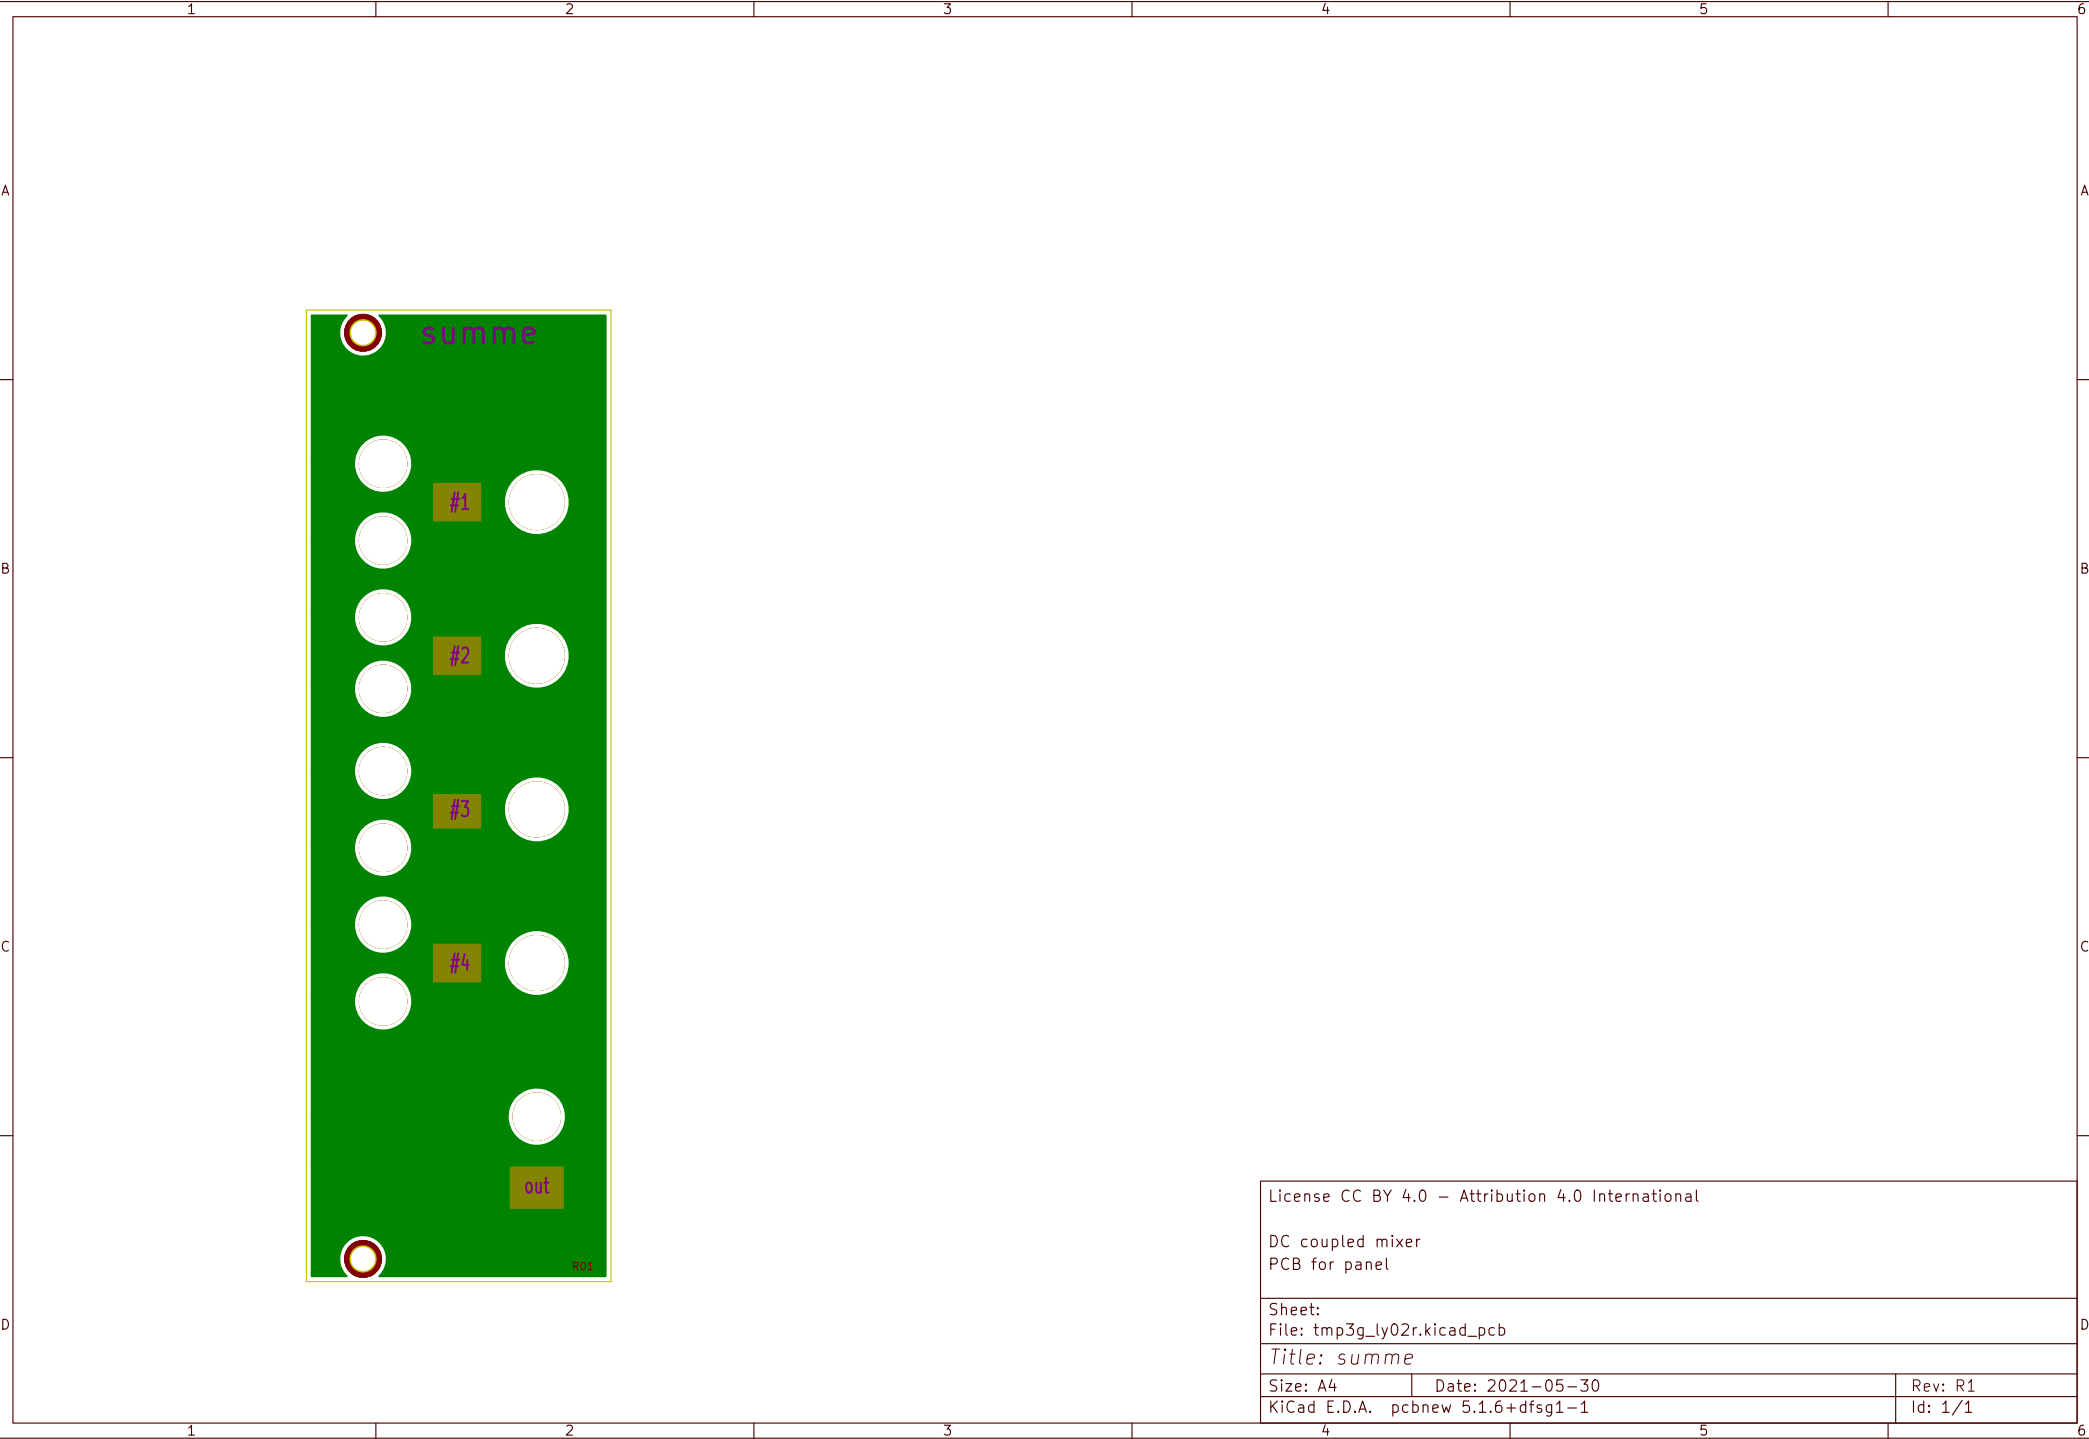 1 2 3 4 5 6
A A
summe
#1
B B
#2
#3
C C
#4
out
R01
License CC BY 4.0 - Attribution 4.0 International
DC coupled mixer
PCB for panel
Sheet:
D D
File: tmp3g_ly02r.kicad_pcb
Title: summe
Size: A4 Date: 2021-05-30 Rev: R1
KiCad E.D.A. pcbnew 5.1.6+dfsg1-1 Id: 1/1
1 2 3 4 5 6